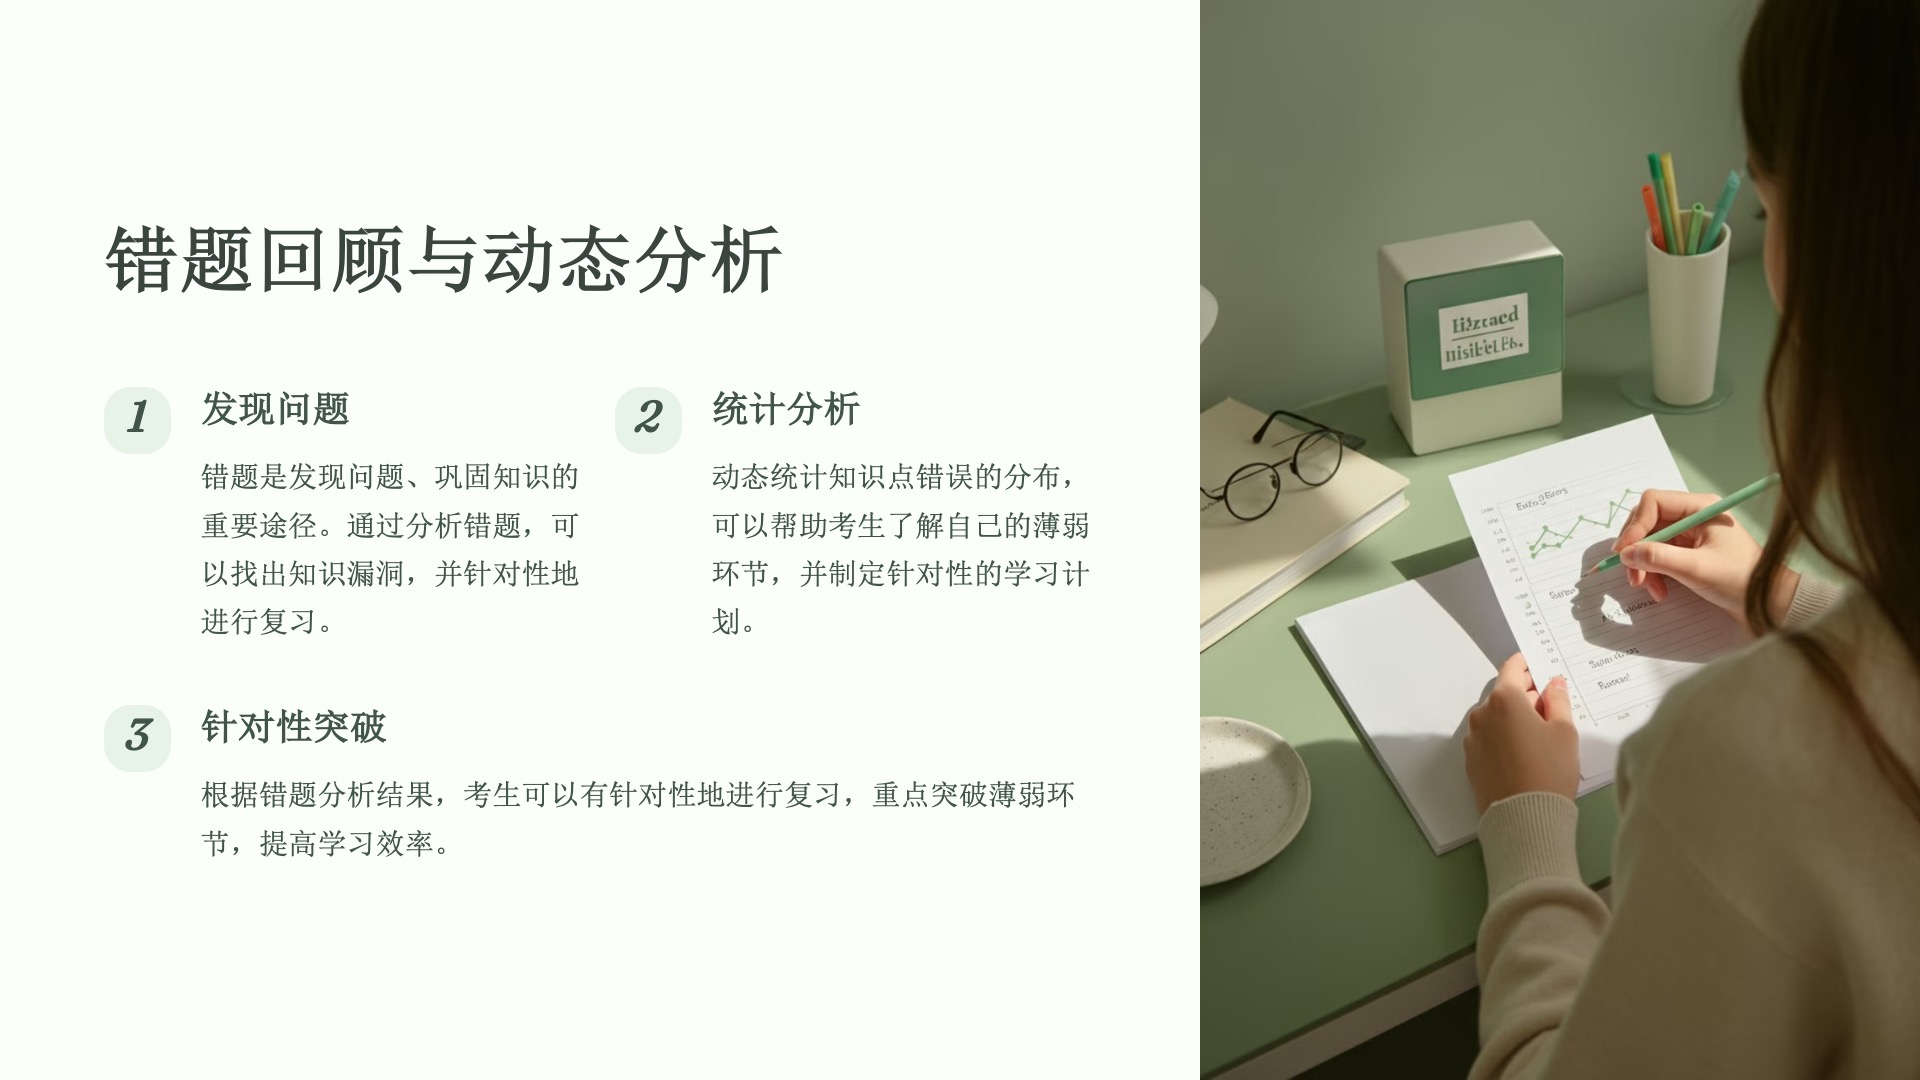 错题回顾与动态分析
1
发现问题
错题是发现问题、巩固知识的
重要途径。通过分析错题，可
以找出知识漏洞，并针对性地
进行复习。
2
统计分析
动态统计知识点错误的分布，
可以帮助考生了解自己的薄弱
环节，并制定针对性的学习计
划。
3
针对性突破
根据错题分析结果，考生可以有针对性地进行复习，重点突破薄弱环
节，提高学习效率。